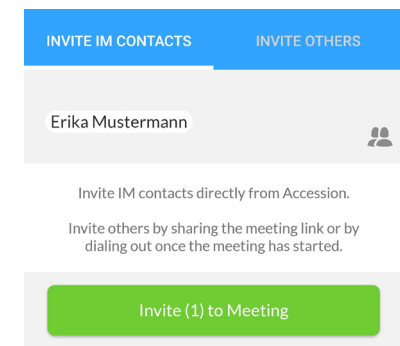 INVITE IM CONTACTS
INVITE OTHERS
Erika Mustermann
Invite IM contacts directly from Accession.
Invite others by sharing the meeting link or by
dialing out once the meeting has started.
Invite (1) to Meeting